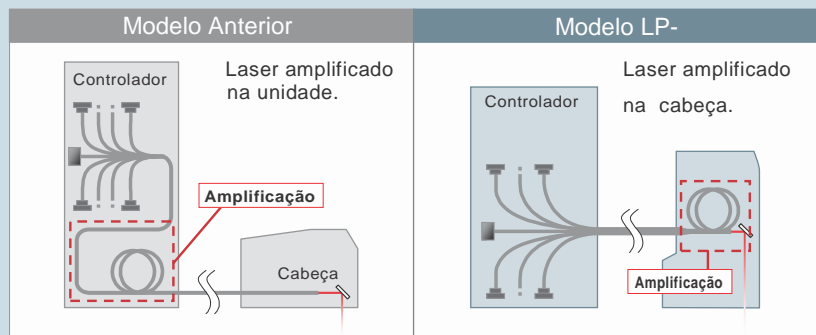 Modelo Anterior
Controlador
Laser amplificado
na unidade.
Amplificação
Cabeça
Modelo LP-
Laser amplificado
na cabeça.
Controlador
Amplificação